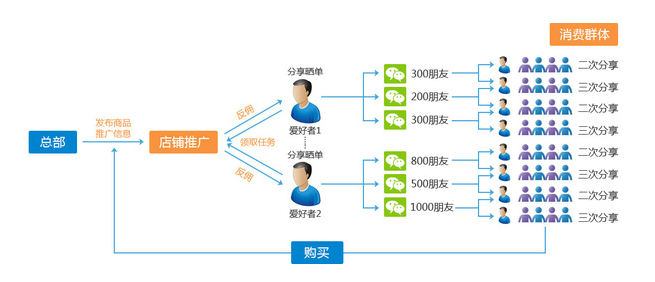 消费群体
分享晒单
300朋友
二次分享
200朋友
三次分享
发布商品
推广信息
反佣
300朋友
二次分享
爱好者1
三次分享
总部
店铺推广
领取任务
分享晒单
800朋友
二次分享
反佣
500朋友
三次分享
二次分享
爱好者2
1000朋友
三次分享
购买